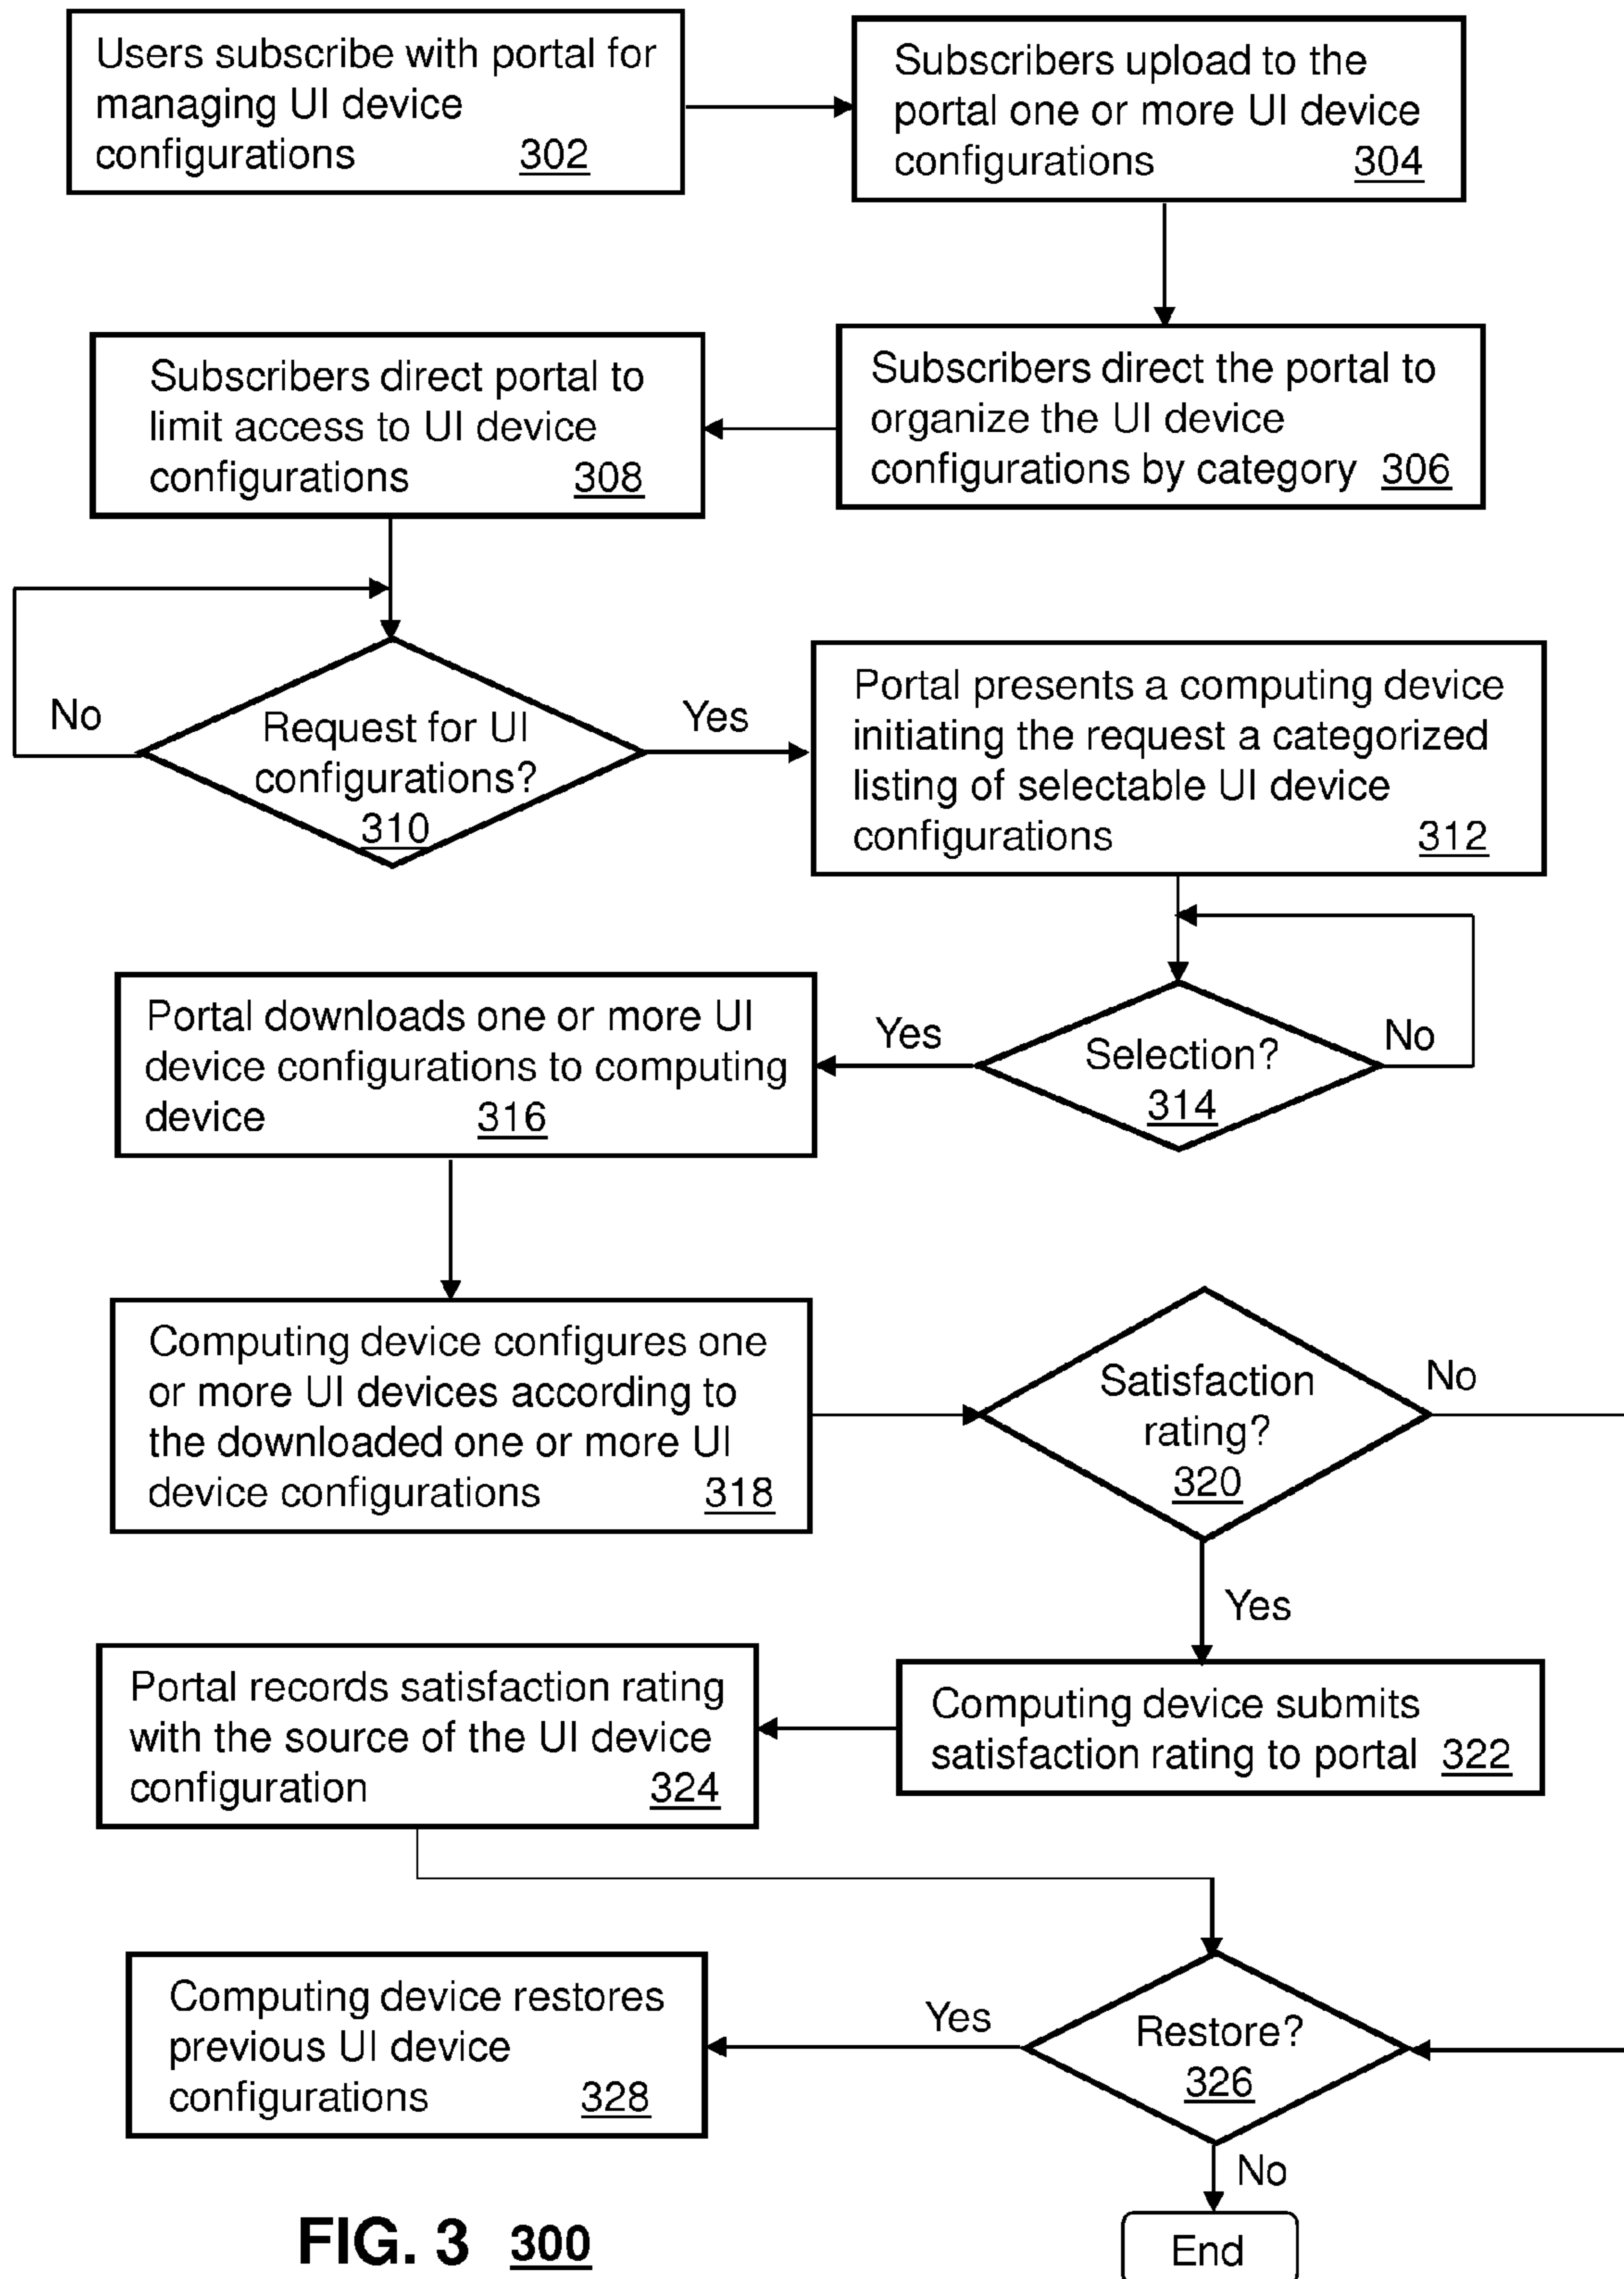 Users subscribe with portal for
managing UI device
configurations 302
Subscribers upload to the
portal one or more UI device
configurations 304
Subscribers direct the portal to
organize the UI device
configurations by category 306
Subscribers direct portal to
limit access to UI device
configurations 308
Request for UI
configurations?
310
No
Yes
Portal presents a computing device
initiating the request a categorized
listing of selectable UI device
configurations 312
Selection?
314
No
Yes
Portal downloads one or more UI
device configurations to computing
device 316
Computing device configures one
or more UI devices according to
the downloaded one or more UI
device configurations 318
Satisfaction
rating?
320
No
Yes
Computing device submits
satisfaction rating to portal 322
Portal records satisfaction rating
with the source of the UI device
configuration 324
Restore?
326
Yes
Computing device restores
previous UI device
configurations 328
No
End
FIG. 3 300